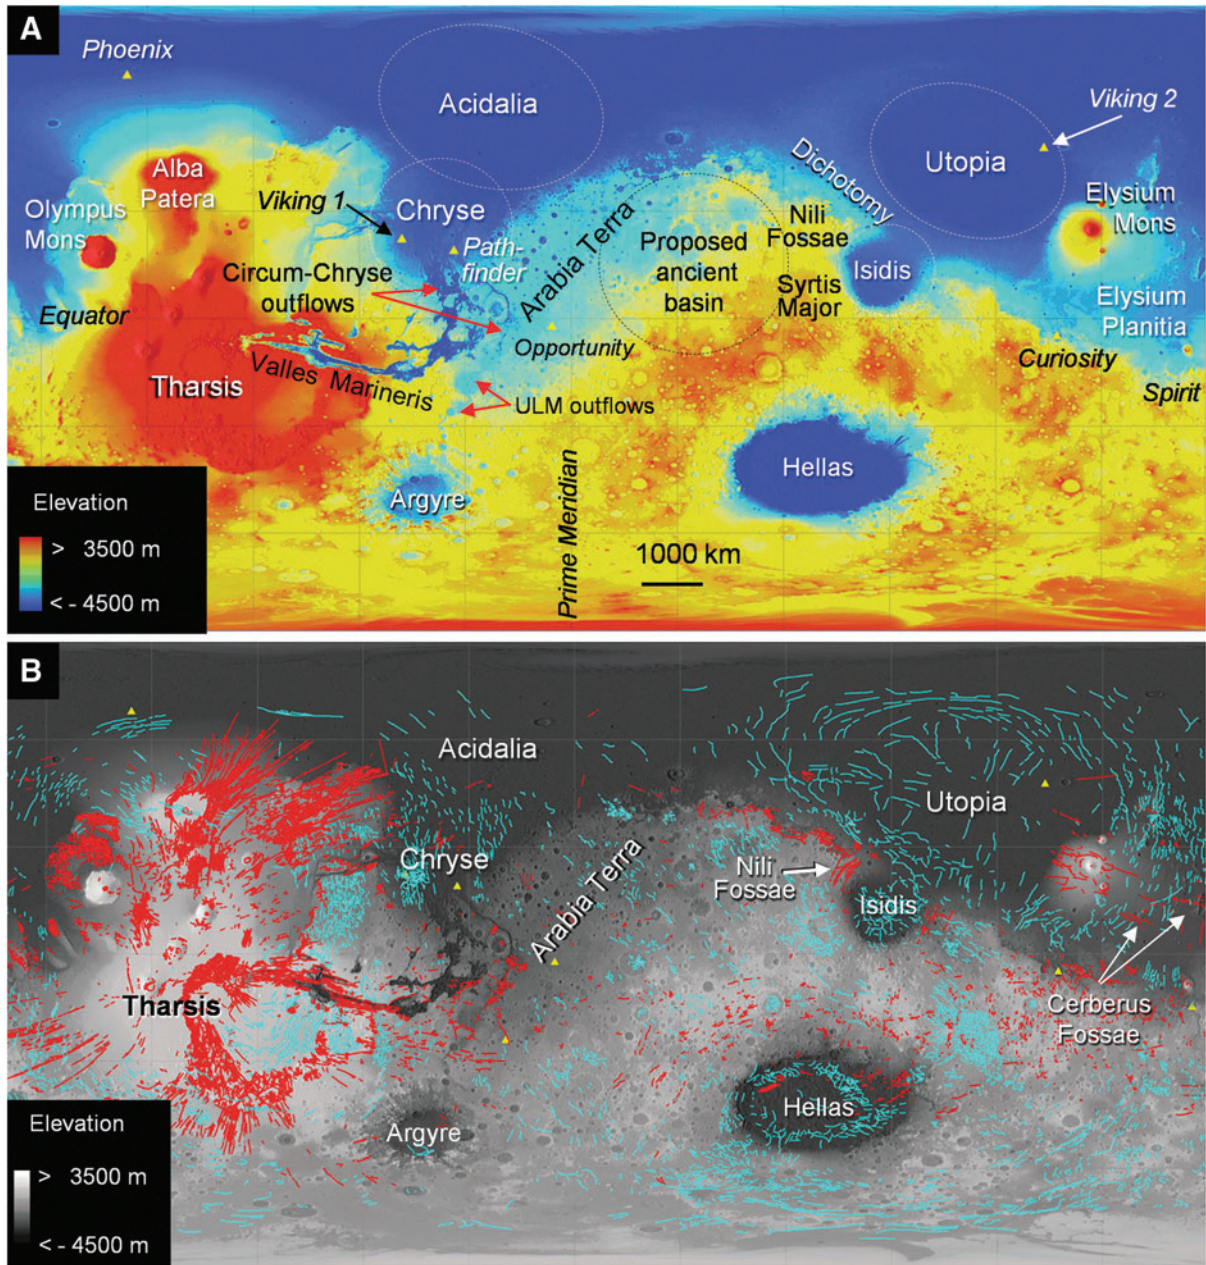 A
Phoenix
Acidalia
Viking 2
Alba
Patera
Dichotomy
Utopia
Viking 1
Chryse
Olympus
Mons
Nili
Fossae
Elysium
Mons
Path-
finder
Arabia Terra
Proposed
ancient
basin
Isidis
Circum-Chryse
outflows
Syrtis
Major
Equator
Elysium
Planitia
Opportunity
Curiosity
Valles Marineris
Tharsis
Spirit
ULM outflows
Hellas
Argyre
Prime Meridian
1000 km
Elevation
> 3500 m
< - 4500 m
B
Acidalia
Utopia
Chryse
Nili
Fossae
Arabia Terra
Isidis
Tharsis
Cerberus
Fossae
Hellas
Argyre
Elevation
> 3500 m
< - 4500 m